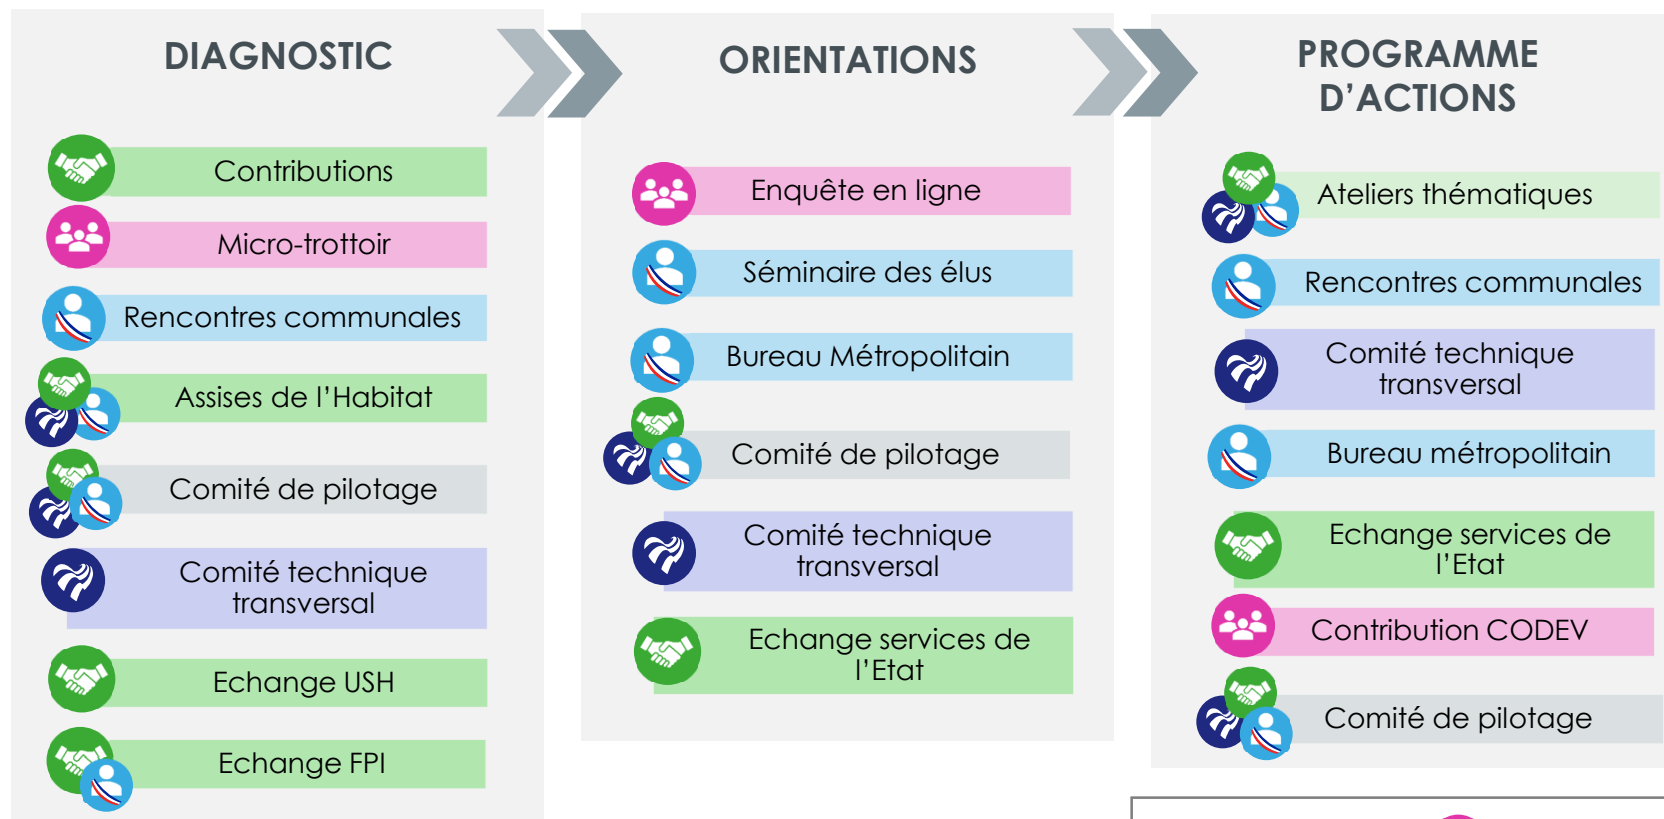 DIAGNOSTIC
Contributions
Micro-trottoir
Rencontres communales
Assises de l'Habitat
Comité de pilotage
Comité technique
transversal
Echange USH
Echange FPI
ORIENTATIONS
Enquête en ligne
Séminaire des élus
Bureau Métropolitain
Comité de pilotage
Comité technique
transversal
Echange services de
l'Etat
PROGRAMME
D'ACTIONS
Ateliers thématiques
Rencontres communales
Comité technique
transversal
Bureau métropolitain
Echange services de
l'Etat
Contribution CODEV
Comité de pilotage